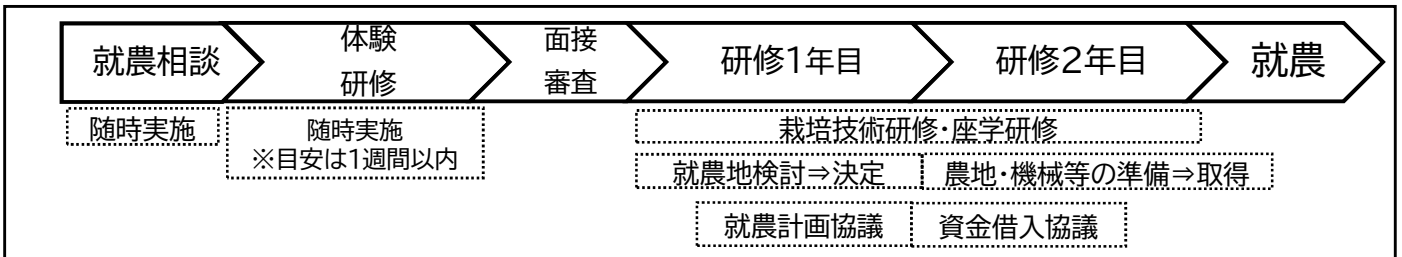 就農相談
体験
研修
面接
審査
研修1年目
研修2年目
就農
随時実施
随時実施
※目安は1週間以内
栽培技術研修・座学研修
就農地検討⇒決定
農地・機械等の準備⇒取得
就農計画協議
資金借入協議